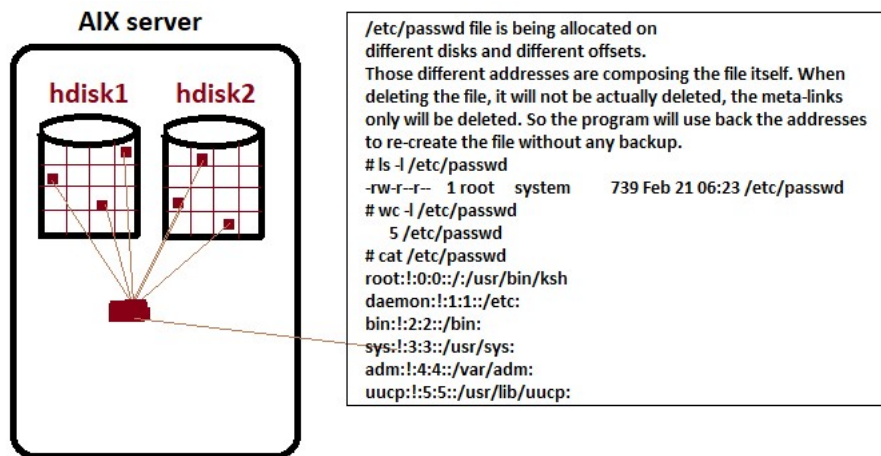 AIX server
hdisk1 hdisk2
/etc/passwd file is being allocated on
different disks and different offsets.
Those different addresses are composing the file itself. When
deleting the file, it will not be actually deleted, the meta-links
only will be deleted. So the program will use back the addresses
to re-create the file without any backup.
# ls -l /etc/passwd
-rw-r--r-- 1 root system 739 Feb 21 06:23 /etc/passwd
# wc -l /etc/passwd
5 /etc/passwd
# cat /etc/passwd
root:!:0:0::/:/usr/bin/ksh
daemon:!:1:1::/etc:
bin:!:2:2::/bin:
sys:!:3:3::/usr/sys:
adm:!:4:4::/var/adm:
uucp:!:5:5::/usr/lib/uucp: